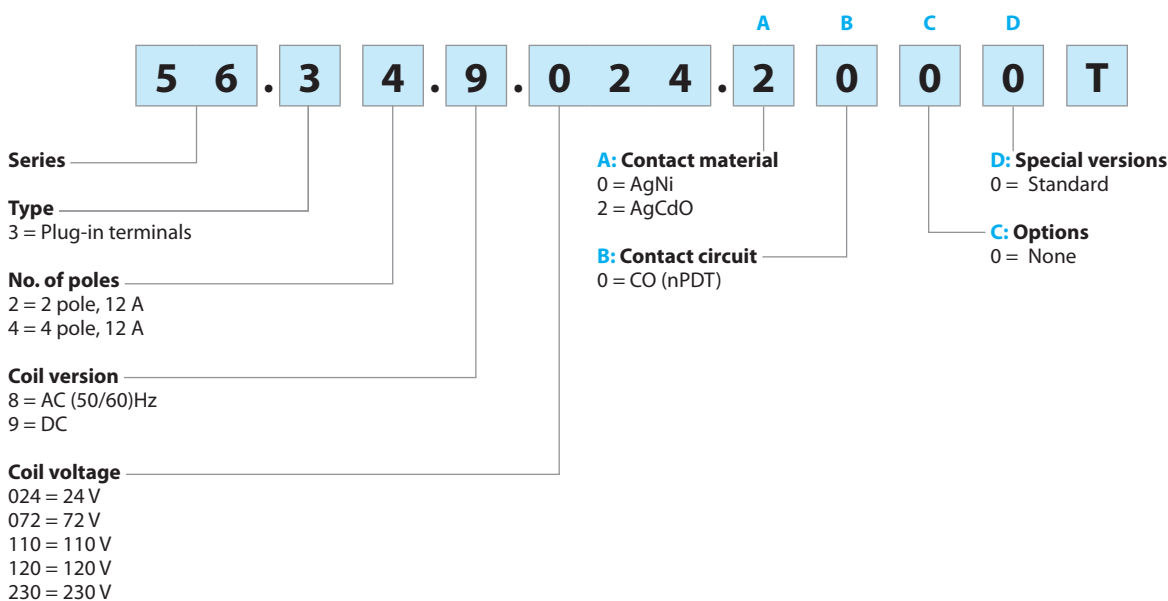 A B C D
5 6 . 3 4 . 9 . 0 2 4 . 2 0 0 0 T
Series
Type
3 = Plug-in terminals
No. of poles
2 = 2 pole, 12 A
4 = 4 pole, 12 A
Coil version
8 = AC (50/60)Hz
9 = DC
Coil voltage
024 = 24 V
072 = 72 V
110 = 110 V
120 = 120 V
230 = 230 V
A: Contact material
0 = AgNi
2 = AgCdO
B: Contact circuit
0 = CO (nPDT)
D: Special versions
0 = Standard
C: Options
0 = None